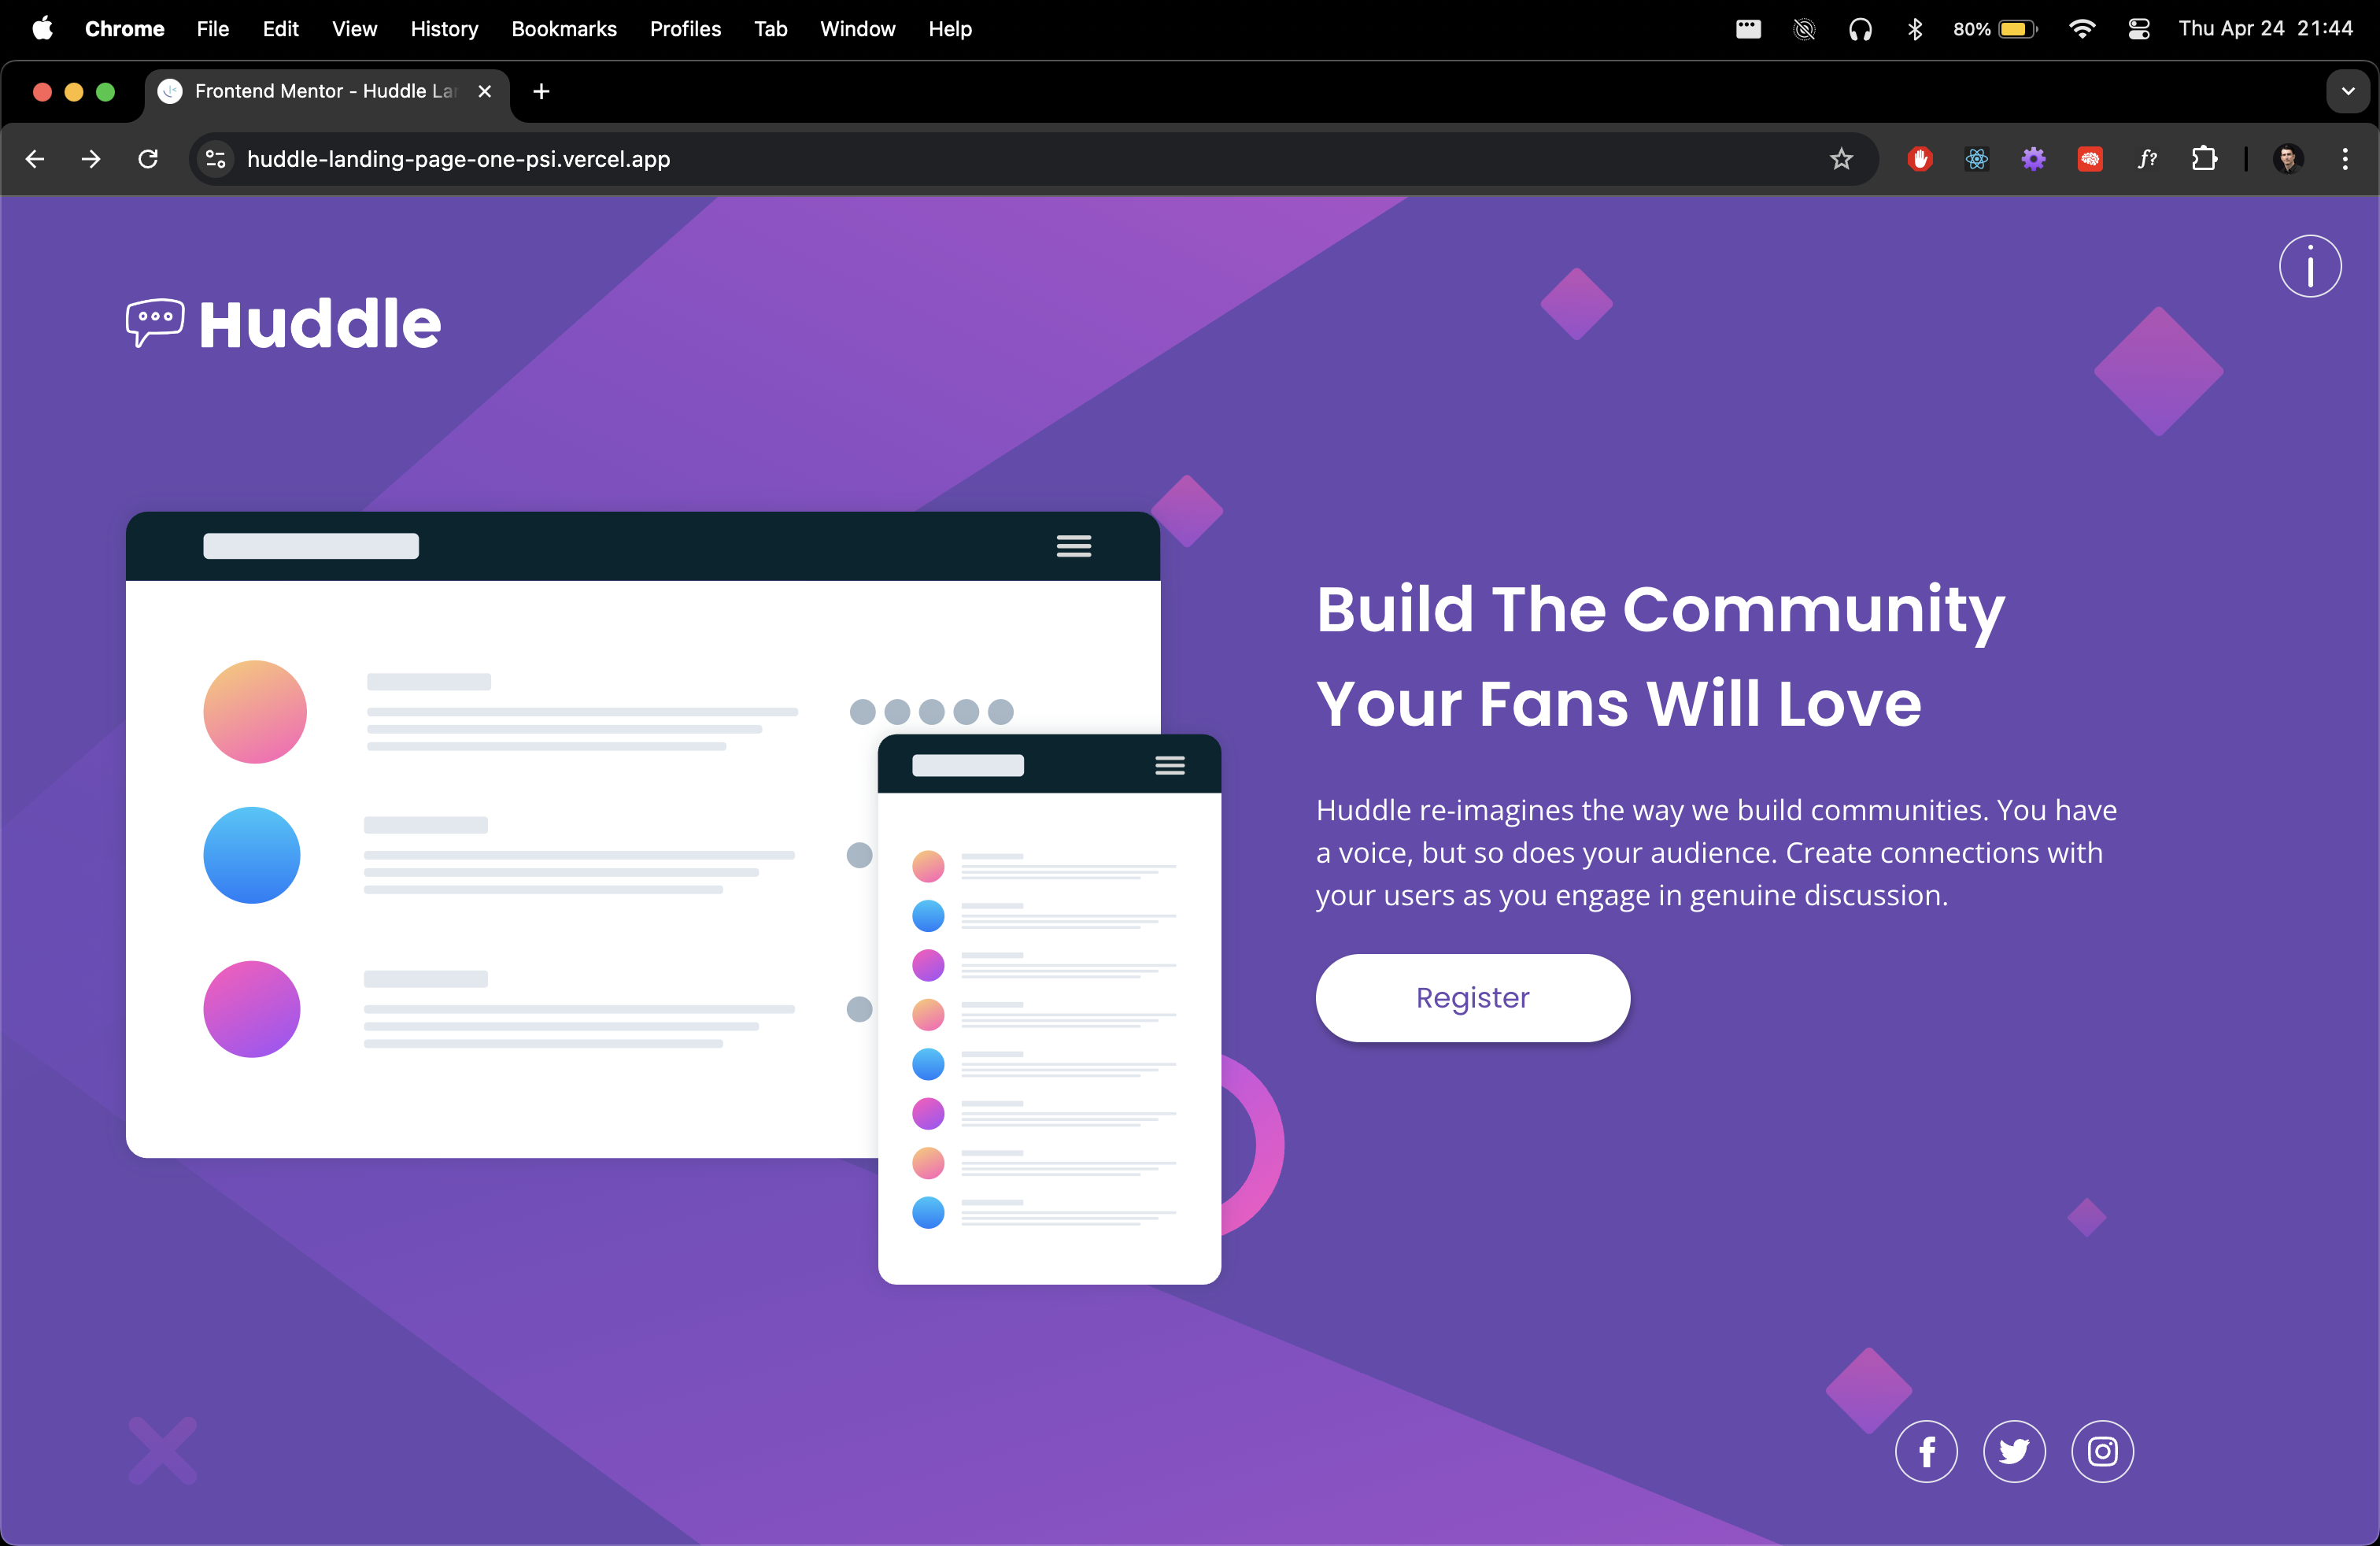 Chrome File Edit View History Bookmarks Profiles Tab Window Help 80% Thu Apr 24 21:44
Frontend Mentor - Huddle La
huddle-landing-page-one-psi.vercel.app
f?
i
Huddle
Build The Community
Your Fans Will Love
Huddle re-imagines the way we build communities. You have
a voice, but so does your audience. Create connections with
your users as you engage in genuine discussion.
Register